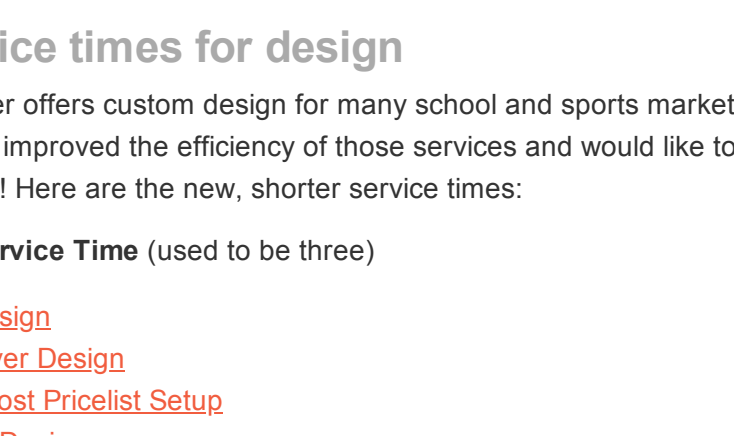 ice times for design
er offers custom design for many school and sports market
improved the efficiency of those services and would like to
! Here are the new, shorter service times:
rvice Time (used to be three)
sign
ver Design
ost Pricelist Setup